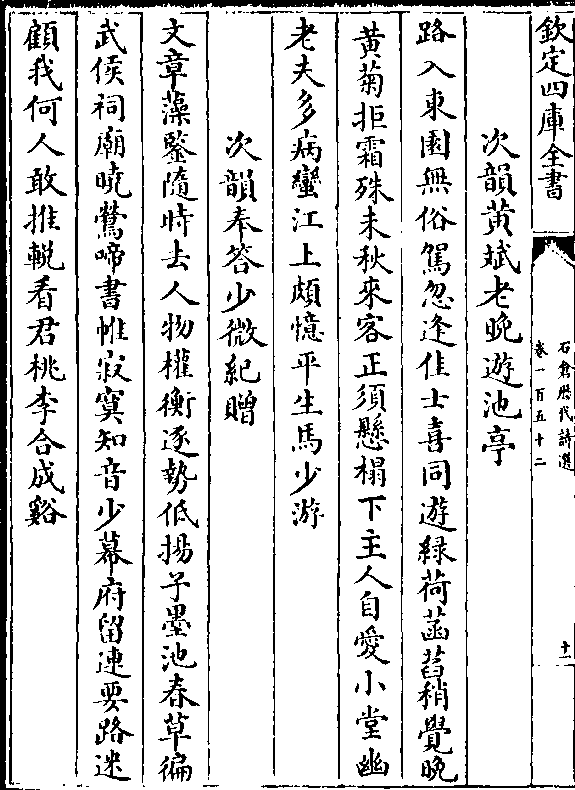 欽定四庫全書
石倉歷代詩選
卷一百五十二
十一
次韻黃斌老晚遊池亭
路入東園無俗駕忽逢佳士喜同遊緑荷菡萏稍覺晚
黃菊拒霜殊未秋來客正須懸榻下主人自愛小堂幽
老夫多病蠻江上頗憶平生馬少游
次韻奉答少微紀贈
文章藻鑒隨時去人物權衡逐勢低揚子墨池春草徧
武侯祠廟曉鶯啼書帷寂寞知音少幕府留連要路迷
顧我何人敢推輓看君桃李合成谿